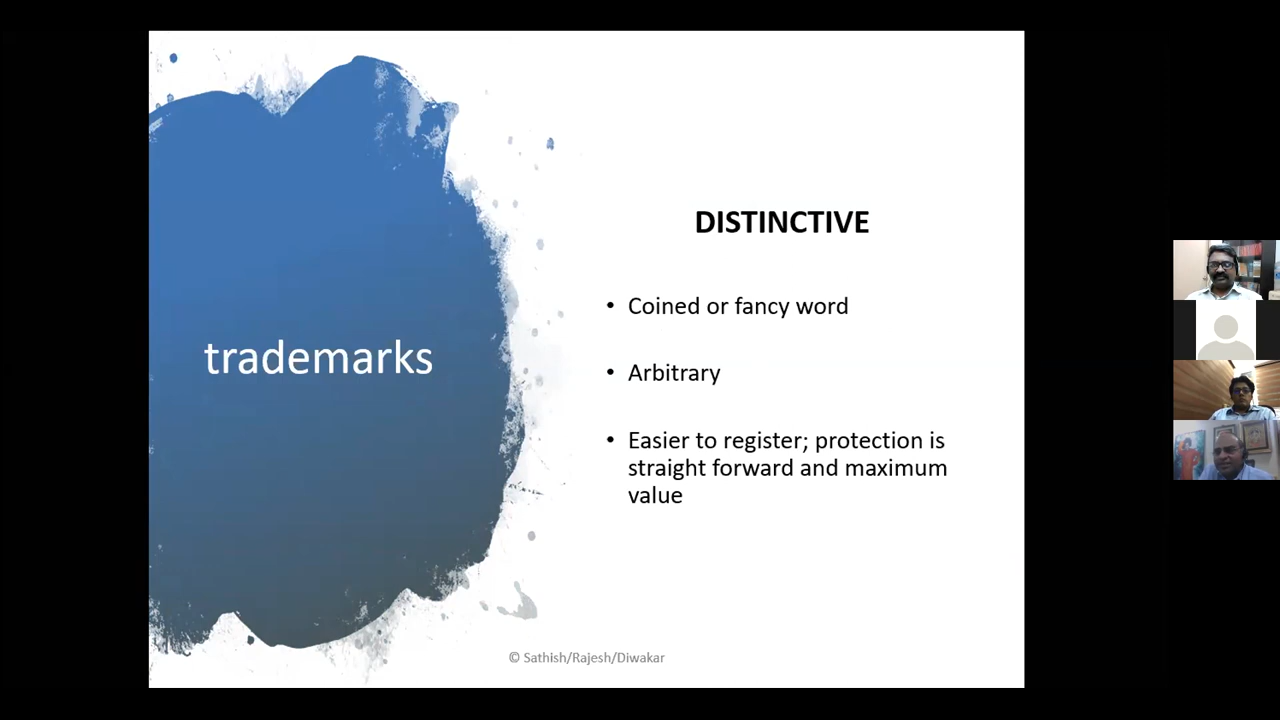 trademarks
DISTINCTIVE
• Coined or fancy word
• Arbitrary
• Easier to register; protection is
straight forward and maximum
value
© Sathish/Rajesh/Diwakar